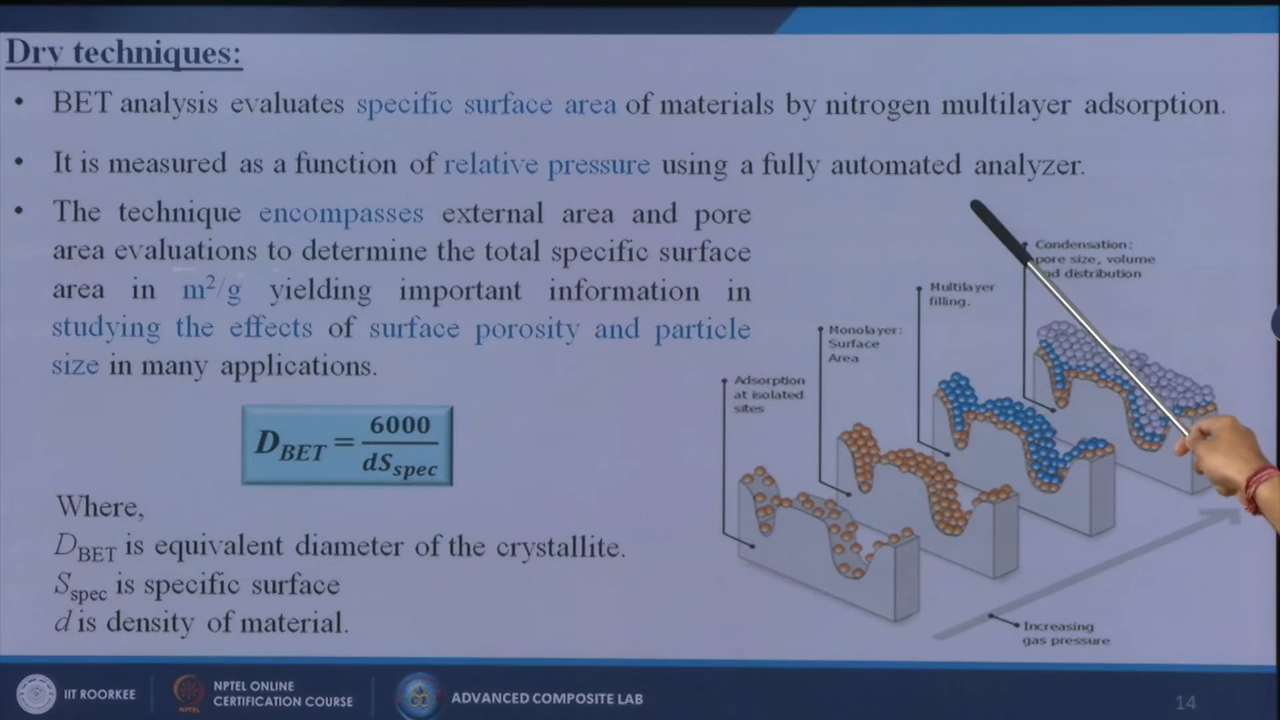 Dry techniques:
• BET analysis evaluates specific surface area of materials by nitrogen multilayer adsorption.
• It is measured as a function of relative pressure using a fully automated analyzer.
• The technique encompasses external area and pore
area evaluations to determine the total specific surface
area in m²/g yielding important information in
studying the effects of surface porosity and particle
size in many applications.
D_BET = 6000 / dS_spec
Where,
D_BET is equivalent diameter of the crystallite.
S_spec is specific surface
d is density of material.
Adsorption
at isolated
sites
Monolayer:
Surface
Area
Multilayer
filling.
Condensation:
pore size, volume
distribution
Increasing
gas pressure
IIT ROORKEE
NPTEL ONLINE
CERTIFICATION COURSE
ADVANCED COMPOSITE LAB
14